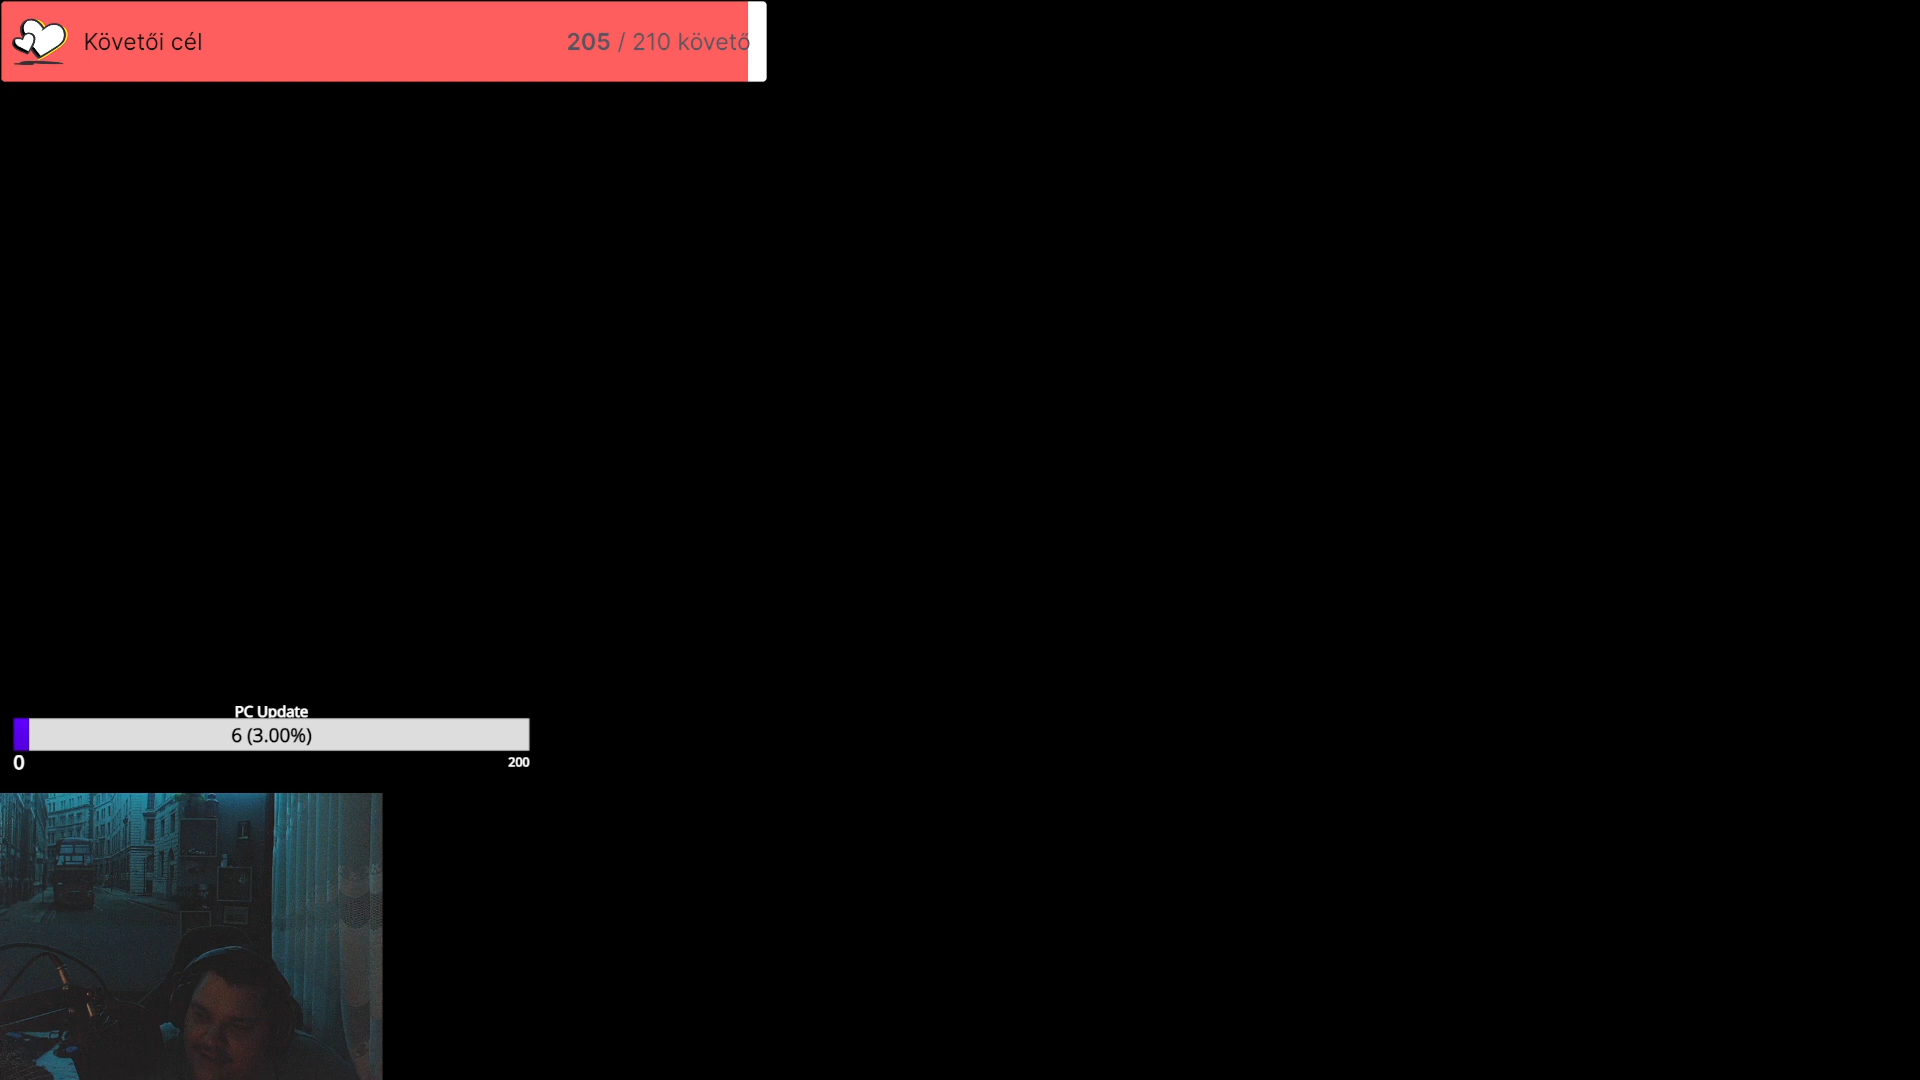 Követői cél
205 / 210 követő
PC Update
6 (3.00%)
0
200